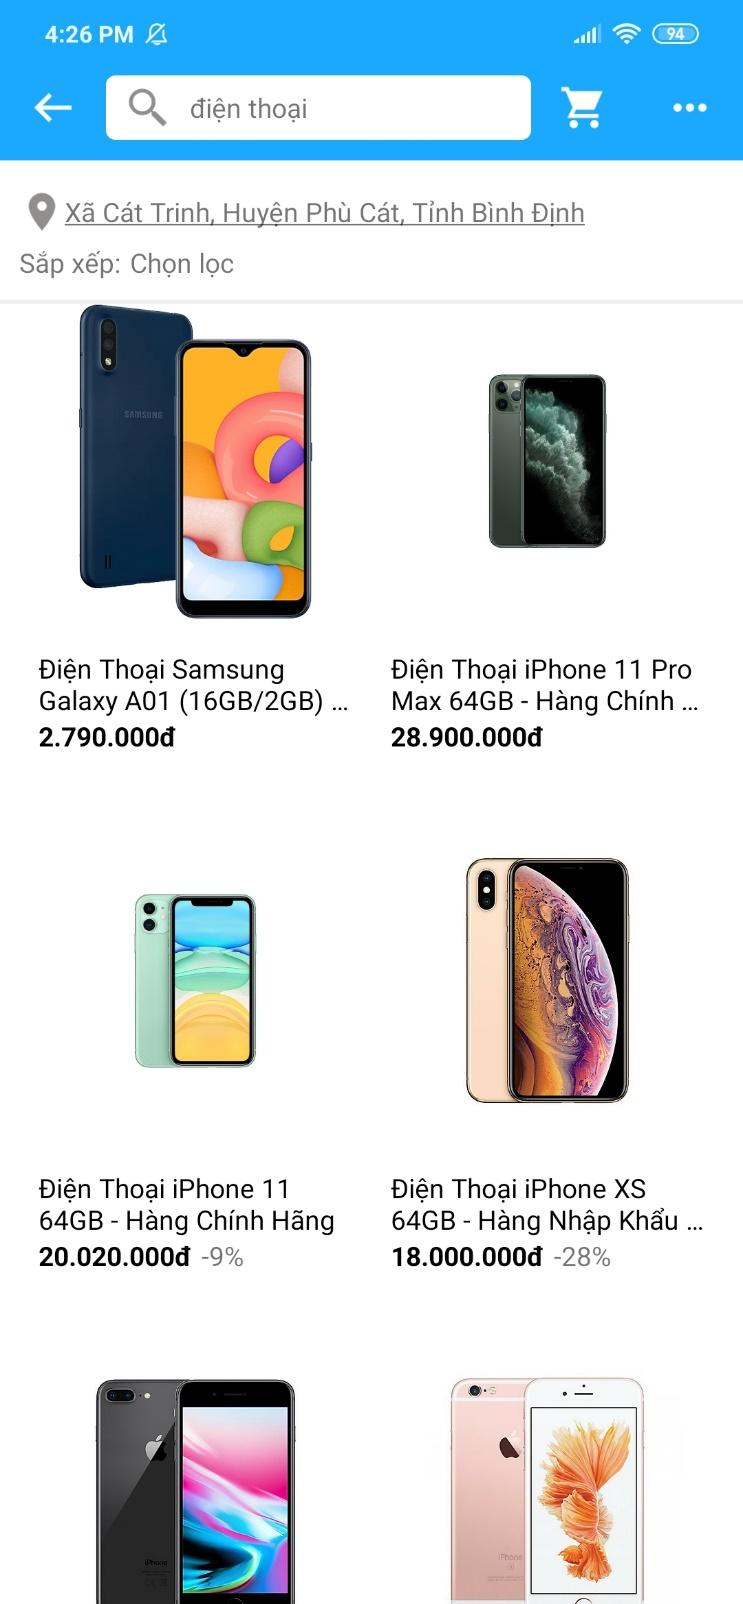 4:26 PM
94
điện thoại
Xã Cát Trinh, Huyện Phù Cát, Tỉnh Bình Định
Sắp xếp: Chọn lọc
SAMSUNG
Điện Thoại Samsung
Galaxy A01 (16GB/2GB) ...
2.790.000đ
Điện Thoại iPhone 11 Pro
Max 64GB - Hàng Chính ...
28.900.000đ
Điện Thoại iPhone 11
64GB - Hàng Chính Hãng
20.020.000đ -9%
Điện Thoại iPhone XS
64GB - Hàng Nhập Khẩu ...
18.000.000đ -28%
iPhone
iPhone